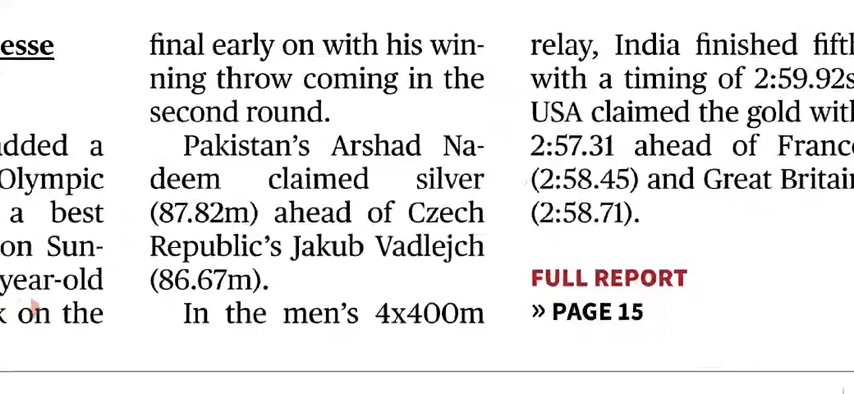 esse
added a
Olympic
a best
on Sun-
year-old
on the
final early on with his win-
ning throw coming in the
second round.
Pakistan's Arshad Na-
deem claimed silver
(87.82m) ahead of Czech
Republic's Jakub Vadlejch
(86.67m).
In the men's 4x400m
relay, India finished fifth
with a timing of 2:59.92s
USA claimed the gold with
2:57.31 ahead of France
(2:58.45) and Great Britain
(2:58.71).
FULL REPORT
» PAGE 15